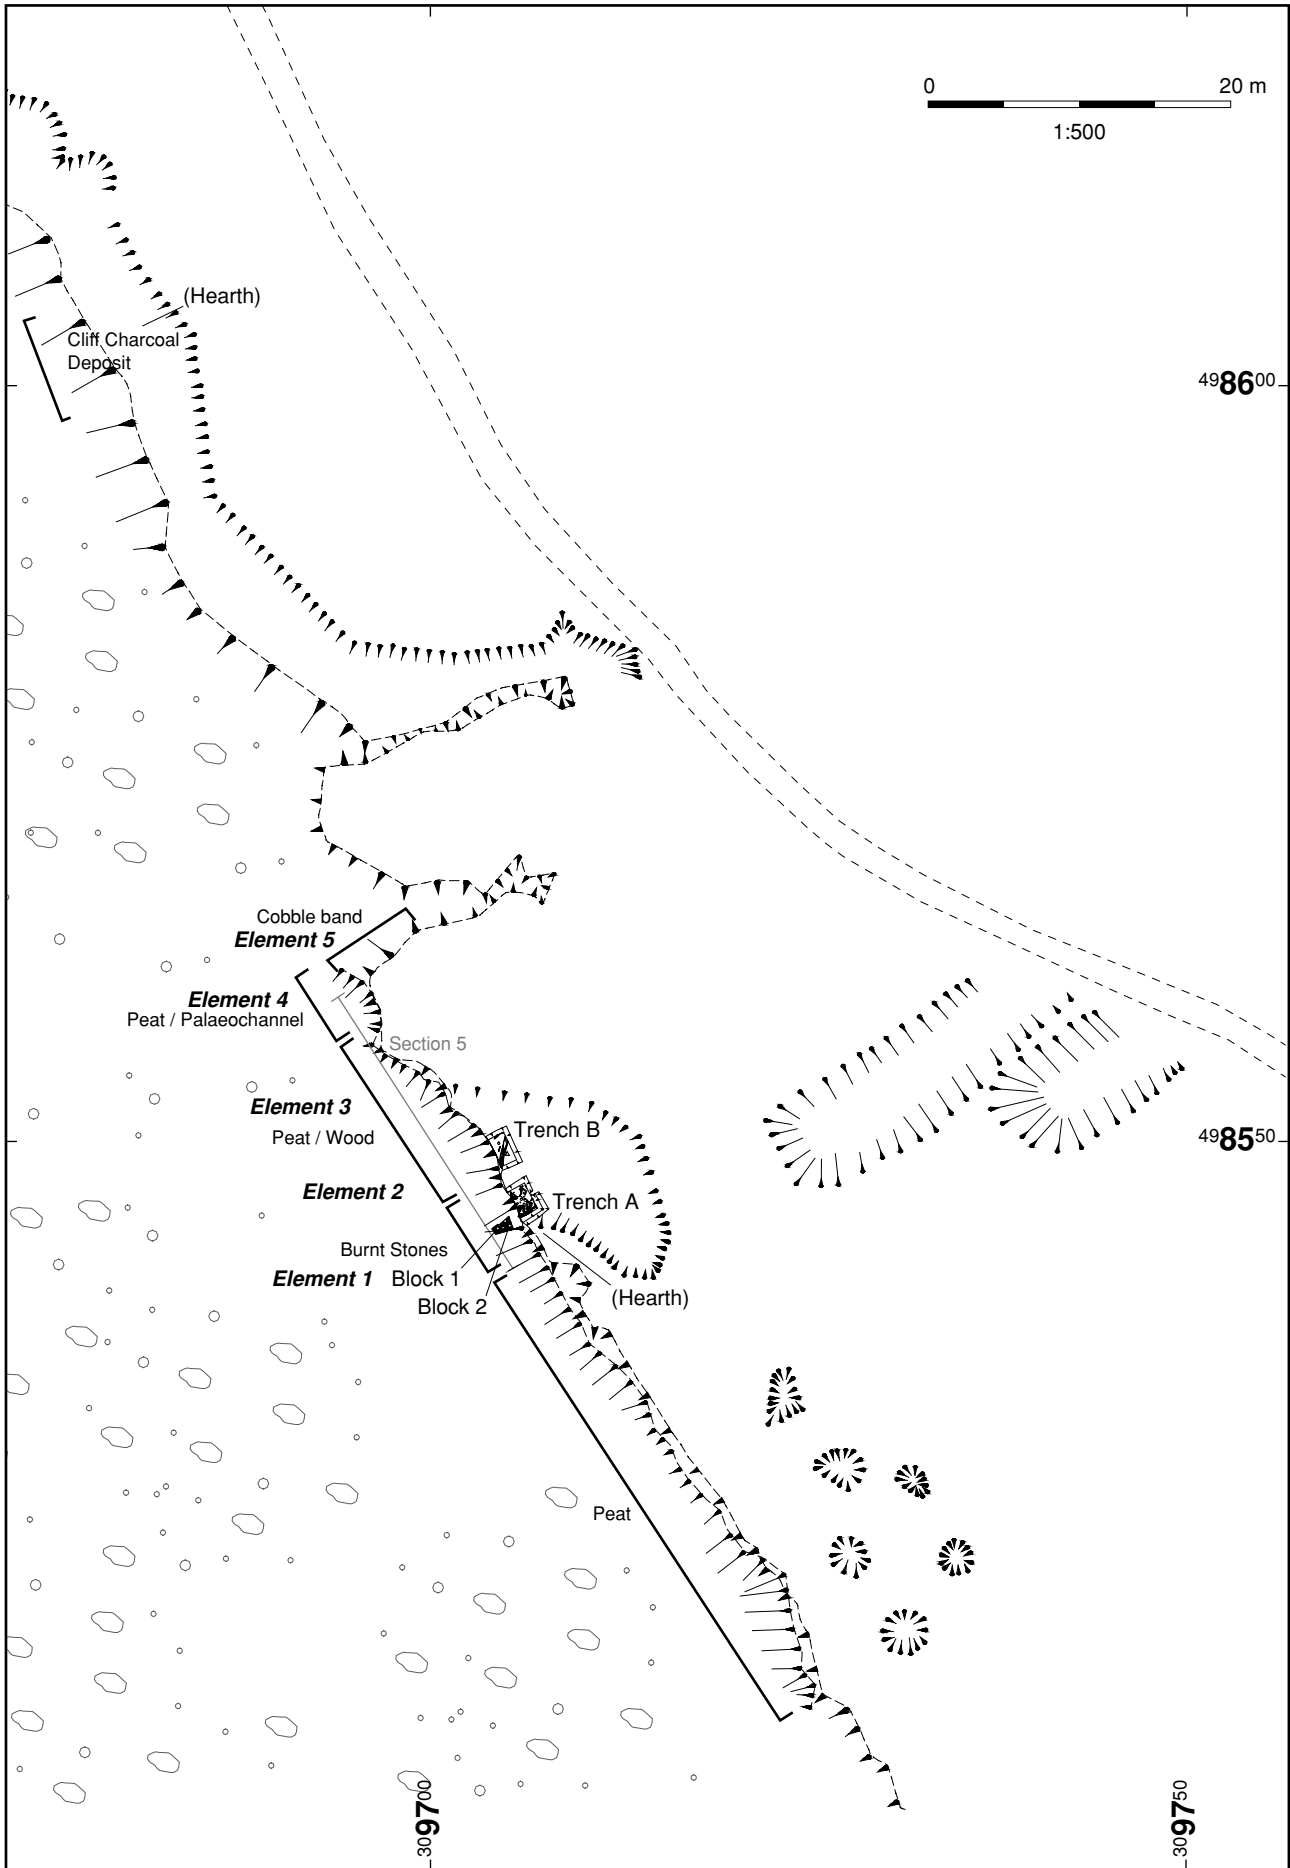 0 20 m
1:500
(Hearth)
Cliff Charcoal
Deposit
498600
Cobble band
Element 5
Element 4
Peat / Palaeochannel
Section 5
Element 3
Trench B
Peat / Wood
498550
Element 2
Trench A
Burnt Stones
Element 1 Block 1
(Hearth)
Block 2
Peat
309700
309750